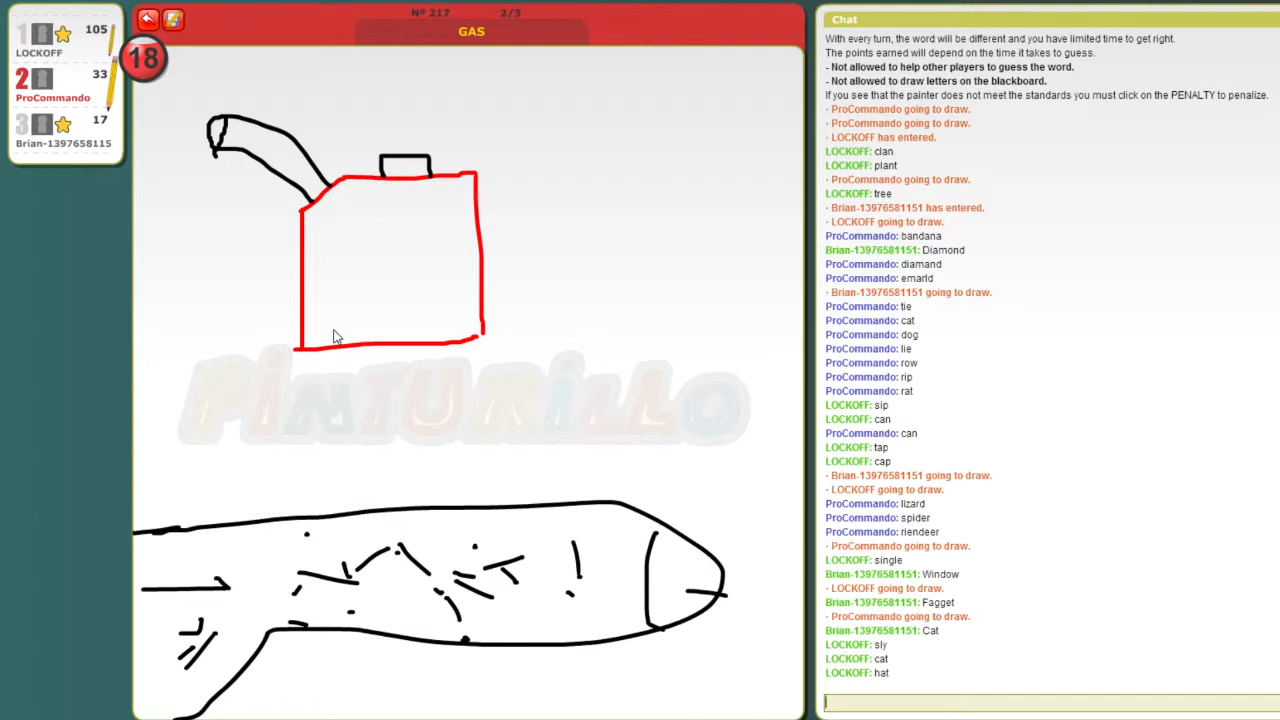 1 105
LOCKOFF
2 33
ProCommando
3 17
Brian-1397658115
18
Nº 217 2/3
GAS
PINTURILLO
Chat
With every turn, the word will be different and you have limited time to get right.
The points earned will depend on the time it takes to guess.
- Not allowed to help other players to guess the word.
- Not allowed to draw letters on the blackboard.
If you see that the painter does not meet the standards you must click on the PENALTY to penalize.
· ProCommando going to draw.
· ProCommando going to draw.
· LOCKOFF has entered.
LOCKOFF: clan
LOCKOFF: plant
· ProCommando going to draw.
LOCKOFF: tree
· Brian-13976581151 has entered.
· LOCKOFF going to draw.
ProCommando: bandana
Brian-13976581151: Diamond
ProCommando: diamand
ProCommando: emarld
· Brian-13976581151 going to draw.
ProCommando: tie
ProCommando: cat
ProCommando: dog
ProCommando: lie
ProCommando: row
ProCommando: rip
ProCommando: rat
LOCKOFF: sip
LOCKOFF: can
ProCommando: can
LOCKOFF: tap
LOCKOFF: cap
· Brian-13976581151 going to draw.
· LOCKOFF going to draw.
ProCommando: lizard
ProCommando: spider
ProCommando: riendeer
· ProCommando going to draw.
LOCKOFF: single
Brian-13976581151: Window
· LOCKOFF going to draw.
Brian-13976581151: Fagget
· ProCommando going to draw.
Brian-13976581151: Cat
LOCKOFF: sly
LOCKOFF: cat
LOCKOFF: hat